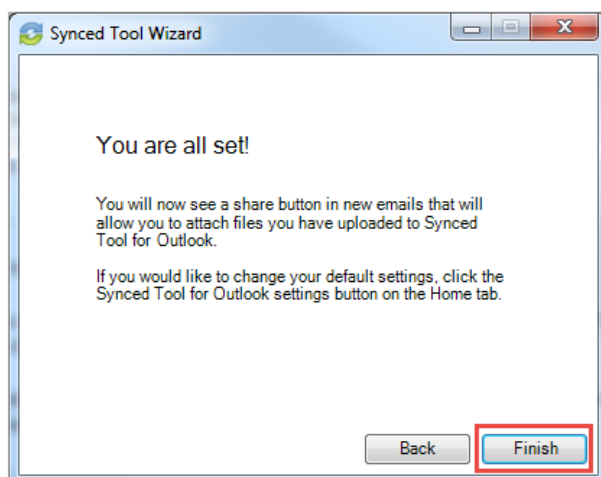 Synced Tool Wizard
You are all set!
You will now see a share button in new emails that will
allow you to attach files you have uploaded to Synced
Tool for Outlook.
If you would like to change your default settings, click the
Synced Tool for Outlook settings button on the Home tab.
Back
Finish